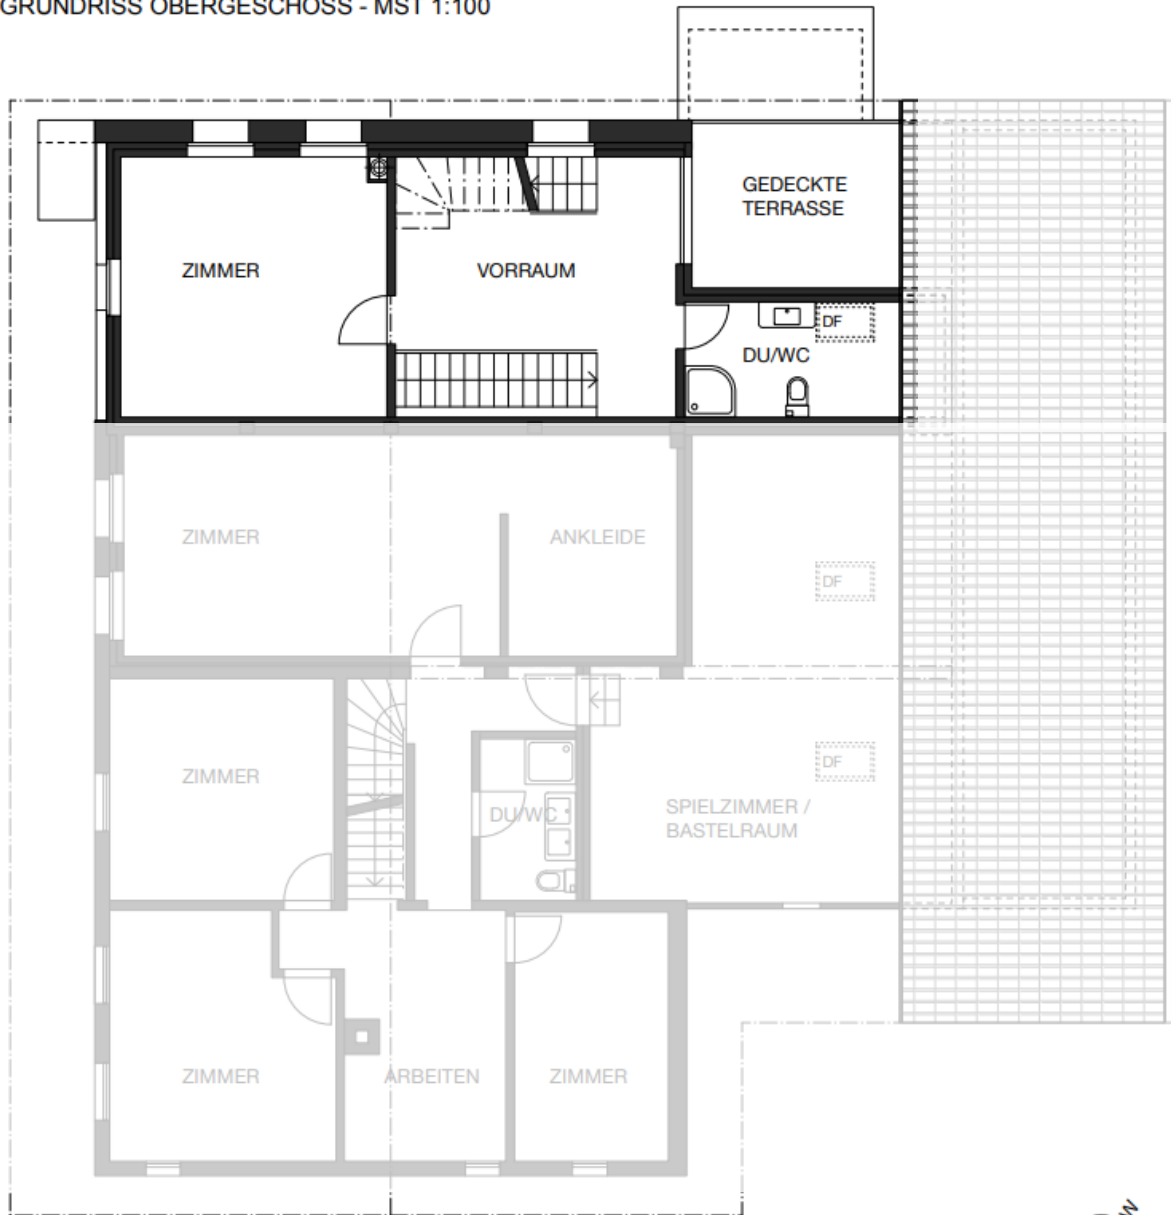 GRUNDRISS OBERGESCHOSS - MST 1:100
GEDECKTE
TERRASSE
ZIMMER
VORRAUM
DF
DU/WC
ZIMMER
ANKLEIDE
DF
ZIMMER
DF
DU/WC
SPIELZIMMER /
BASTELRAUM
ZIMMER
ARBEITEN
ZIMMER